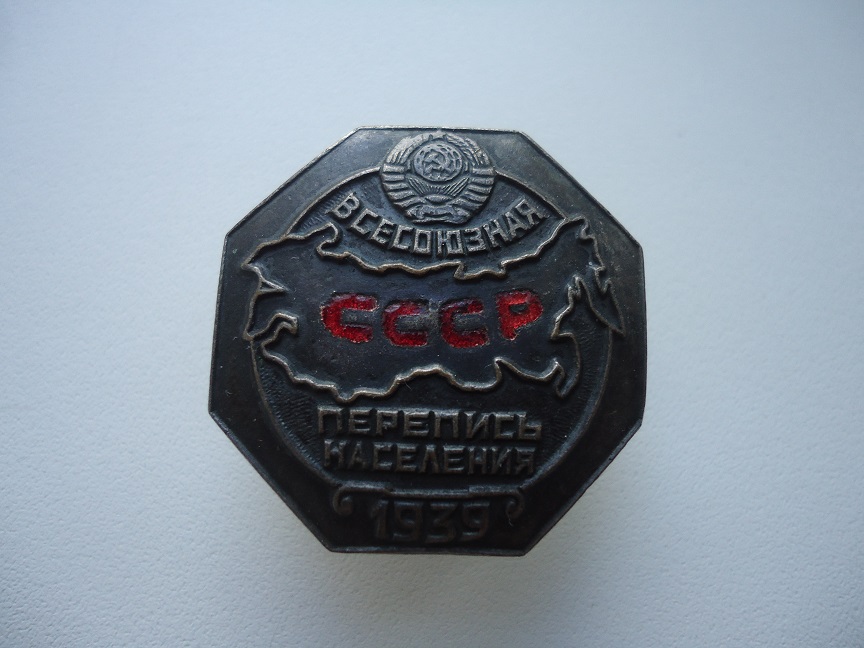 ВСЕСОЮЗНАЯ
СССР
ПЕРЕПИСЬ
НАСЕЛЕНИЯ
1939